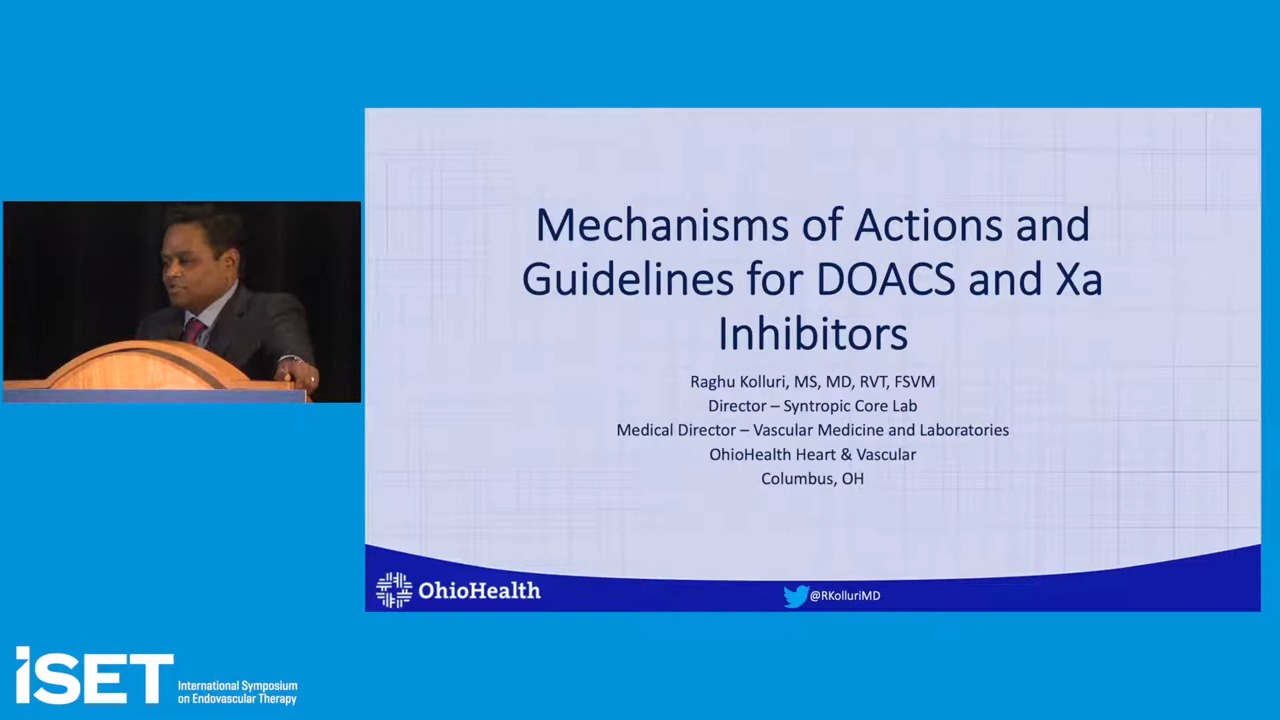 Mechanisms of Actions and
Guidelines for DOACS and Xa
Inhibitors
Raghu Kolluri, MS, MD, RVT, FSVM
Director – Syntropic Core Lab
Medical Director – Vascular Medicine and Laboratories
OhioHealth Heart & Vascular
Columbus, OH
OhioHealth
@RKolluriMD
iSET
International Symposium
on Endovascular Therapy